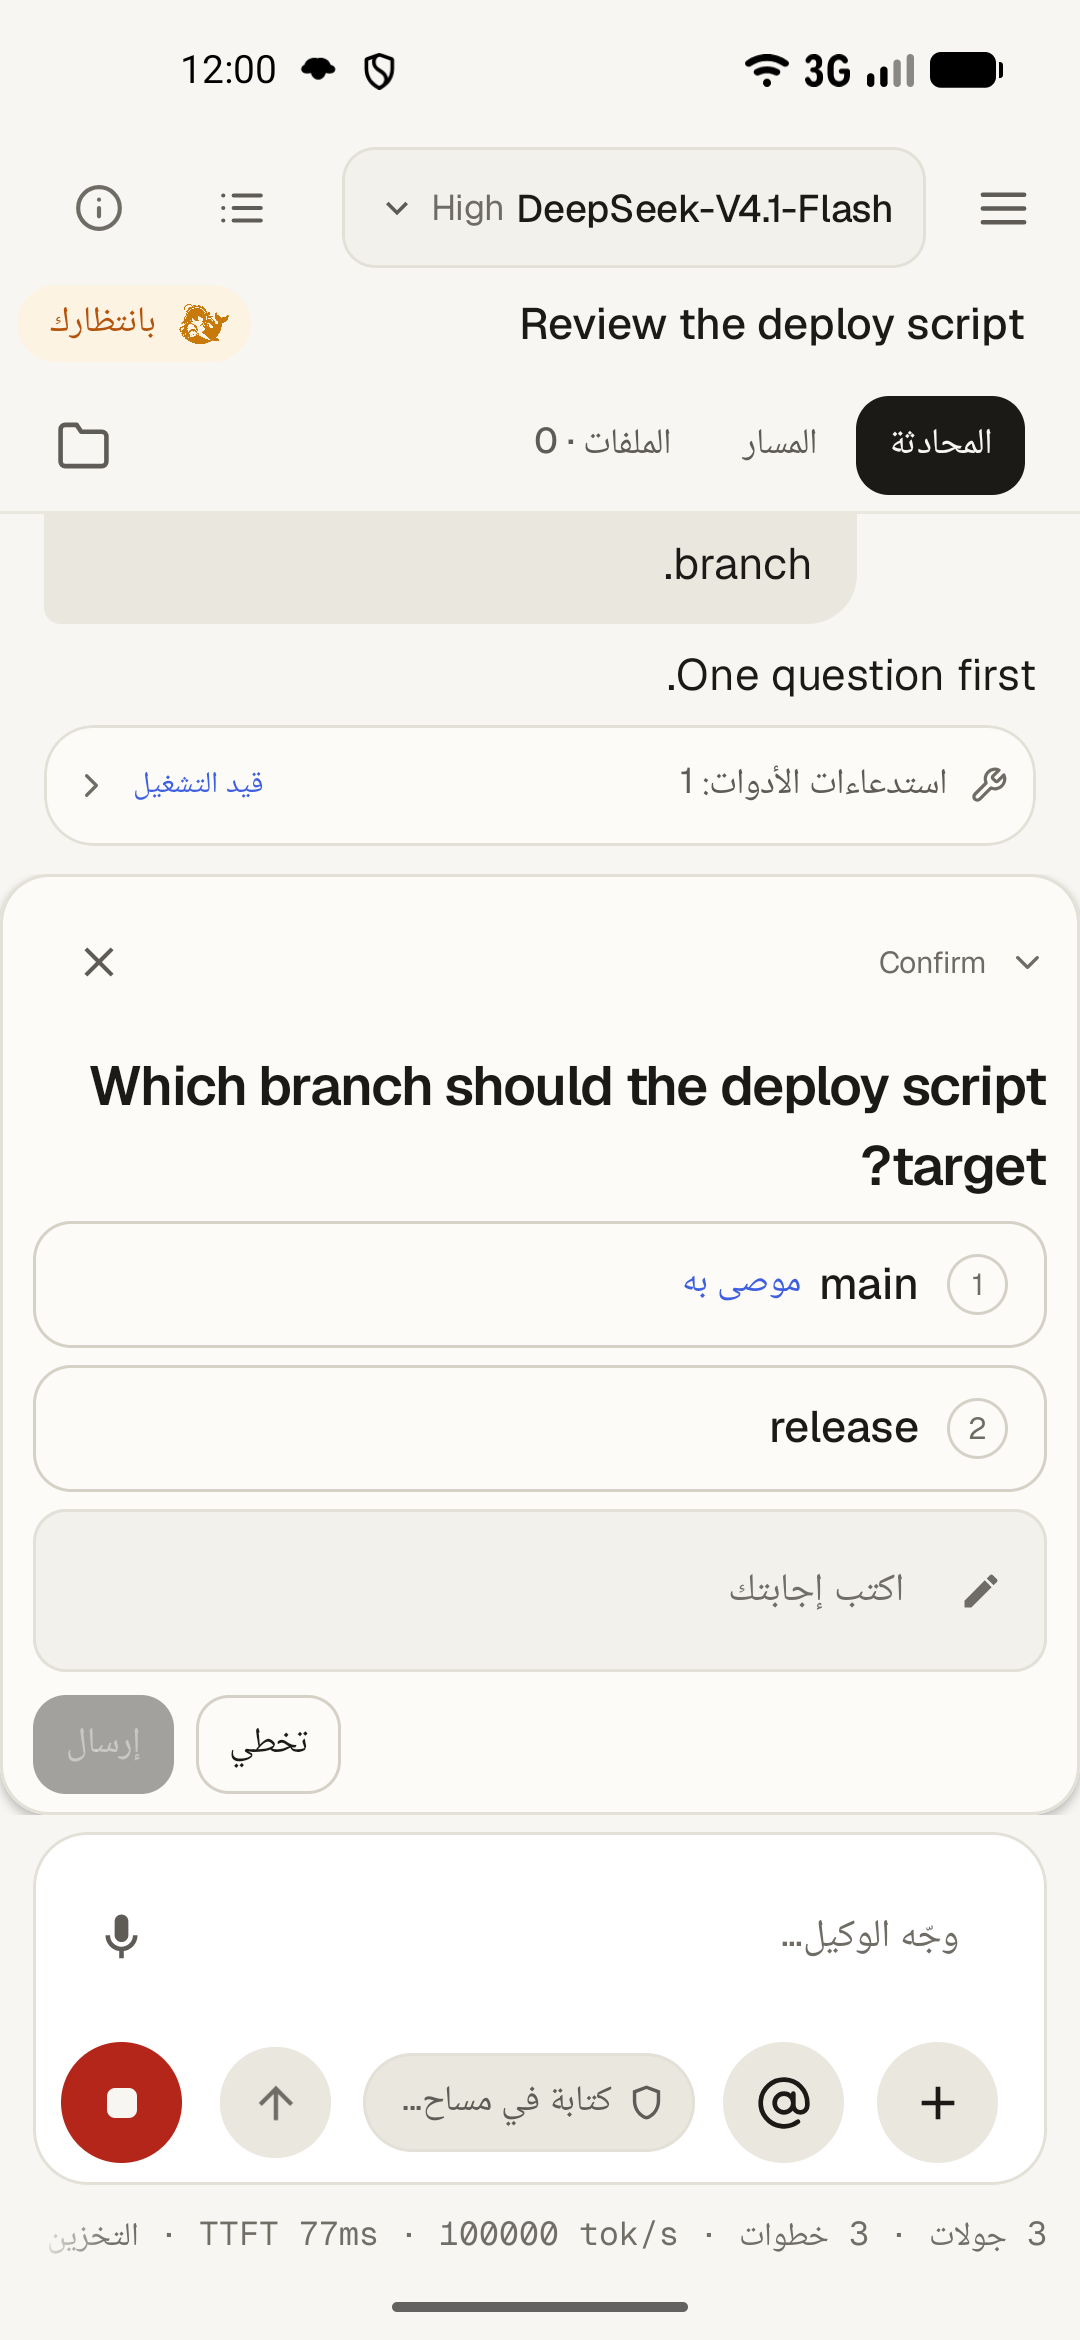 12:00
3G
High DeepSeek-V4.1-Flash
Review the deploy script
بانتظارك
المحادثة
المسار
الملفات · 0
branch.
One question first.
استدعاءات الأدوات: 1
قيد التشغيل
Confirm
Which branch should the deploy script
target?
1 main موصى به
2 release
اكتب إجابتك
تخطي
إرسال
وجّه الوكيل...
كتابة في مساح...
3 جولات · 3 خطوات · 100000 tok/s · TTFT 77ms · التخزين